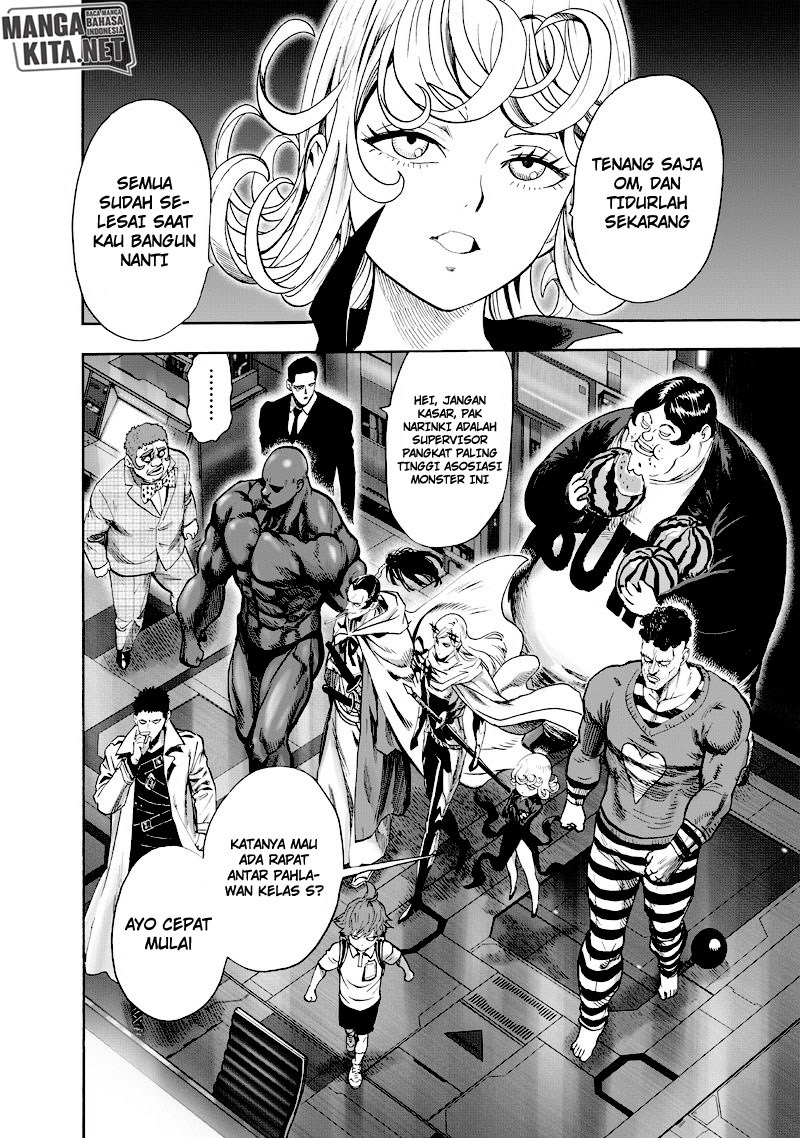 MANGA
KITA.NET
BACA MANGA
BAHASA
INDONESIA
TENANG SAJA
OM, DAN
TIDURLAH
SEKARANG
SEMUA
SUDAH SE-
LESAI SAAT
KAU BANGUN
NANTI
HEI, JANGAN
KASAR, PAK
NARINKI ADALAH
SUPERVISOR
PANGKAT PALING
TINGGI ASOSIASI
MONSTER INI
........
KATANYA MAU
ADA RAPAT
ANTAR PAHLA-
WAN KELAS S?
AYO CEPAT
MULAI